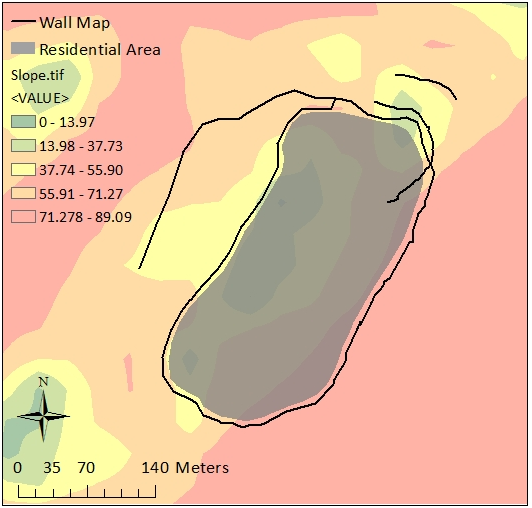 Wall Map
Residential Area
Slope.tif
<VALUE>
0 - 13.97
13.98 - 37.73
37.74 - 55.90
55.91 - 71.27
71.278 - 89.09
N
0 35 70 140 Meters